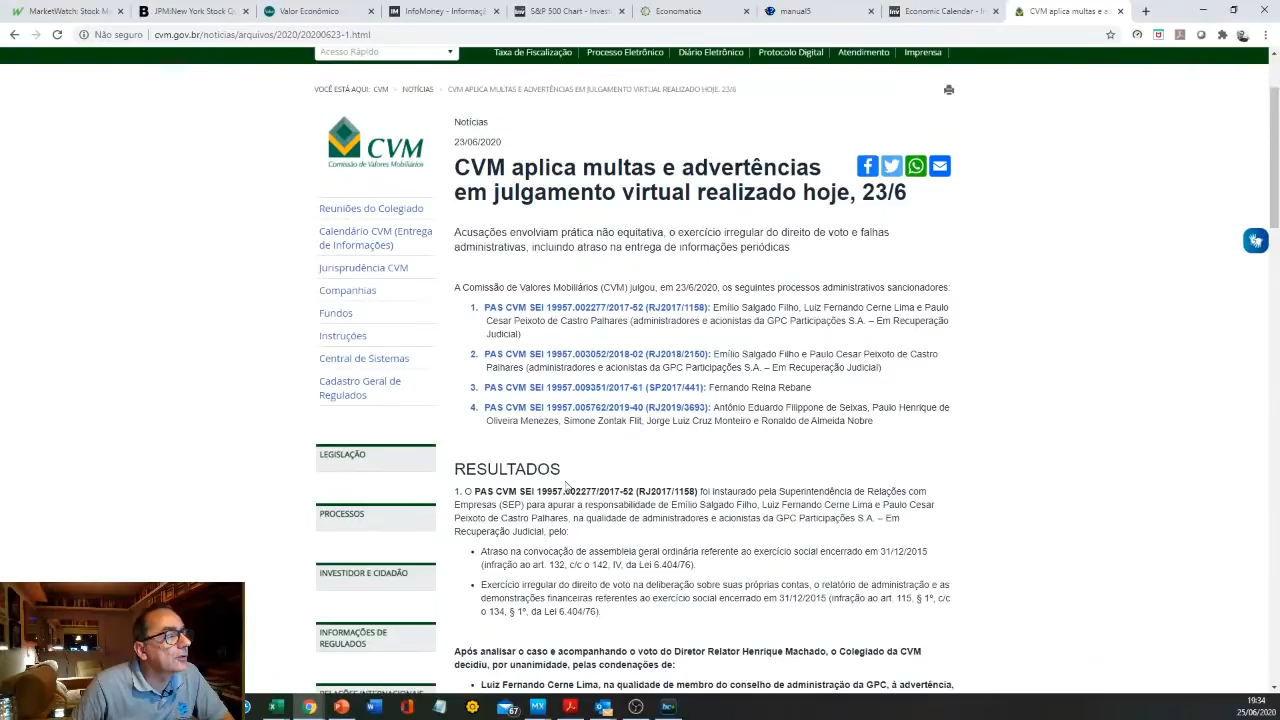 MarketWatch: Stock M
JPM|New York Stock Q
Valor Econômico
InfoMoney - Informaçã
S&P 500 Chart - Invest
Economatica
manual5
Economic Calendar - I
CVM aplica multas e ad
Não seguro
cvm.gov.br/noticias/arquivos/2020/20200623-1.html
Acesso Rápido
Taxa de Fiscalização
Processo Eletrônico
Diário Eletrônico
Protocolo Digital
Atendimento
Imprensa
VOCÊ ESTÁ AQUI: CVM > NOTÍCIAS > CVM APLICA MULTAS E ADVERTÊNCIAS EM JULGAMENTO VIRTUAL REALIZADO HOJE, 23/6
CVM
Comissão de Valores Mobiliários
Reuniões do Colegiado
Calendário CVM (Entrega
de Informações)
Jurisprudência CVM
Companhias
Fundos
Instruções
Central de Sistemas
Cadastro Geral de
Regulados
LEGISLAÇÃO
PROCESSOS
INVESTIDOR E CIDADÃO
INFORMAÇÕES DE
REGULADOS
RELAÇÕES INTERNACIONAIS
Notícias
23/06/2020
CVM aplica multas e advertências
em julgamento virtual realizado hoje, 23/6
Acusações envolviam prática não equitativa, o exercício irregular do direito de voto e falhas
administrativas, incluindo atraso na entrega de informações periódicas
A Comissão de Valores Mobiliários (CVM) julgou, em 23/6/2020, os seguintes processos administrativos sancionadores:
1. PAS CVM SEI 19957.002277/2017-52 (RJ2017/1158): Emílio Salgado Filho, Luiz Fernando Cerne Lima e Paulo
Cesar Peixoto de Castro Palhares (administradores e acionistas da GPC Participações S.A. – Em Recuperação
Judicial)
2. PAS CVM SEI 19957.003052/2018-02 (RJ2018/2150): Emílio Salgado Filho e Paulo Cesar Peixoto de Castro
Palhares (administradores e acionistas da GPC Participações S.A. – Em Recuperação Judicial)
3. PAS CVM SEI 19957.009351/2017-61 (SP2017/441): Fernando Reina Rebane
4. PAS CVM SEI 19957.005762/2019-40 (RJ2019/3693): Antônio Eduardo Filippone de Seixas, Paulo Henrique de
Oliveira Menezes, Simone Zontak Flit, Jorge Luiz Cruz Monteiro e Ronaldo de Almeida Nobre
RESULTADOS
1. O PAS CVM SEI 19957.002277/2017-52 (RJ2017/1158) foi instaurado pela Superintendência de Relações com
Empresas (SEP) para apurar a responsabilidade de Emílio Salgado Filho, Luiz Fernando Cerne Lima e Paulo Cesar
Peixoto de Castro Palhares, na qualidade de administradores e acionistas da GPC Participações S.A. – Em
Recuperação Judicial, pelo:
• Atraso na convocação de assembleia geral ordinária referente ao exercício social encerrado em 31/12/2015
(infração ao art. 132, c/c o 142, IV, da Lei 6.404/76).
• Exercício irregular do direito de voto na deliberação sobre suas próprias contas, o relatório de administração e as
demonstrações financeiras referentes ao exercício social encerrado em 31/12/2015 (infração ao art. 115, § 1º, c/c
o 134, § 1º, da Lei 6.404/76).
Após analisar o caso e acompanhando o voto do Diretor Relator Henrique Machado, o Colegiado da CVM
decidiu, por unanimidade, pelas condenações de:
• Luiz Fernando Cerne Lima, na qualidade de membro do conselho de administração da GPC, à advertência,
67
MX
19:34
25/06/2020